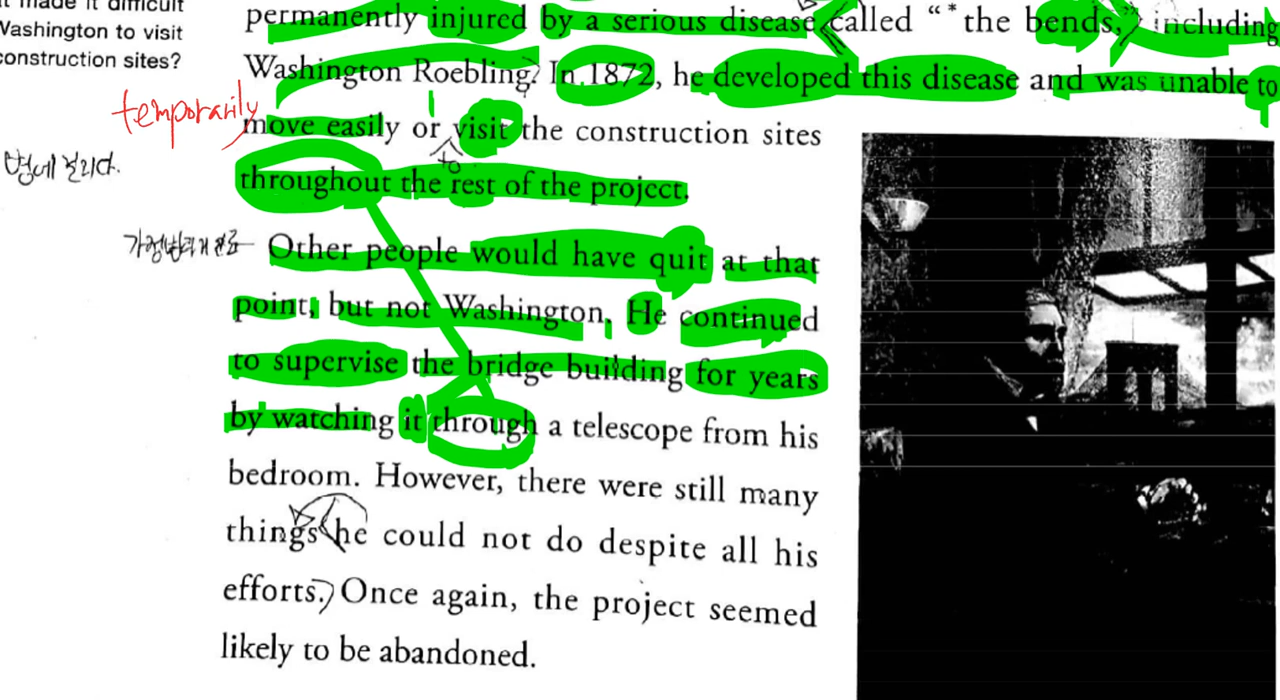 it made it difficult
Washington to visit
construction sites?
permanently injured by a serious disease called “*the bends,” including
Washington Roebling. In 1872, he developed this disease and was unable to
temporarily
move easily or visit the construction sites
to
병에 걸리다.
throughout the rest of the project.
가정법과거완료
Other people would have quit at that
point, but not Washington. He continued
to supervise the bridge building for years
by watching it through a telescope from his
bedroom. However, there were still many
things he could not do despite all his
efforts. Once again, the project seemed
likely to be abandoned.